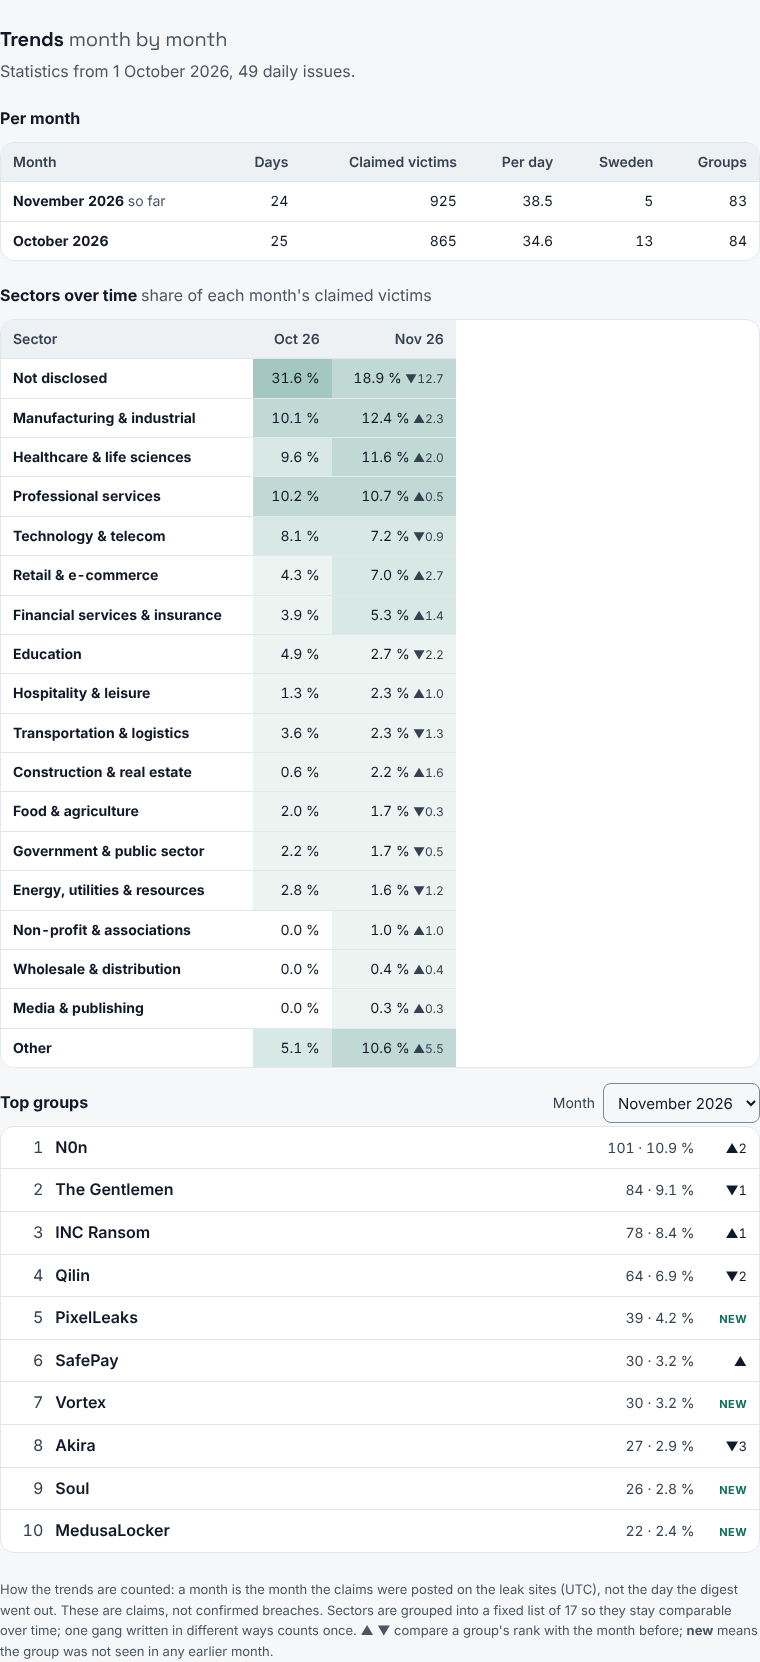 Trends month by month
Statistics from 1 October 2026, 49 daily issues.
Per month
Month Days Claimed victims Per day Sweden Groups
November 2026 so far 24 925 38.5 5 83
October 2026 25 865 34.6 13 84
Sectors over time share of each month's claimed victims
Sector Oct 26 Nov 26
Not disclosed 31.6 % 18.9 % ▼12.7
Manufacturing & industrial 10.1 % 12.4 % ▲2.3
Healthcare & life sciences 9.6 % 11.6 % ▲2.0
Professional services 10.2 % 10.7 % ▲0.5
Technology & telecom 8.1 % 7.2 % ▼0.9
Retail & e-commerce 4.3 % 7.0 % ▲2.7
Financial services & insurance 3.9 % 5.3 % ▲1.4
Education 4.9 % 2.7 % ▼2.2
Hospitality & leisure 1.3 % 2.3 % ▲1.0
Transportation & logistics 3.6 % 2.3 % ▼1.3
Construction & real estate 0.6 % 2.2 % ▲1.6
Food & agriculture 2.0 % 1.7 % ▼0.3
Government & public sector 2.2 % 1.7 % ▼0.5
Energy, utilities & resources 2.8 % 1.6 % ▼1.2
Non-profit & associations 0.0 % 1.0 % ▲1.0
Wholesale & distribution 0.0 % 0.4 % ▲0.4
Media & publishing 0.0 % 0.3 % ▲0.3
Other 5.1 % 10.6 % ▲5.5
Top groups Month November 2026
1 N0n 101 · 10.9 % ▲2
2 The Gentlemen 84 · 9.1 % ▼1
3 INC Ransom 78 · 8.4 % ▲1
4 Qilin 64 · 6.9 % ▼2
5 PixelLeaks 39 · 4.2 % NEW
6 SafePay 30 · 3.2 % ▲
7 Vortex 30 · 3.2 % NEW
8 Akira 27 · 2.9 % ▼3
9 Soul 26 · 2.8 % NEW
10 MedusaLocker 22 · 2.4 % NEW
How the trends are counted: a month is the month the claims were posted on the leak sites (UTC), not the day the digest
went out. These are claims, not confirmed breaches. Sectors are grouped into a fixed list of 17 so they stay comparable
over time; one gang written in different ways counts once. ▲ ▼ compare a group's rank with the month before; new means
the group was not seen in any earlier month.